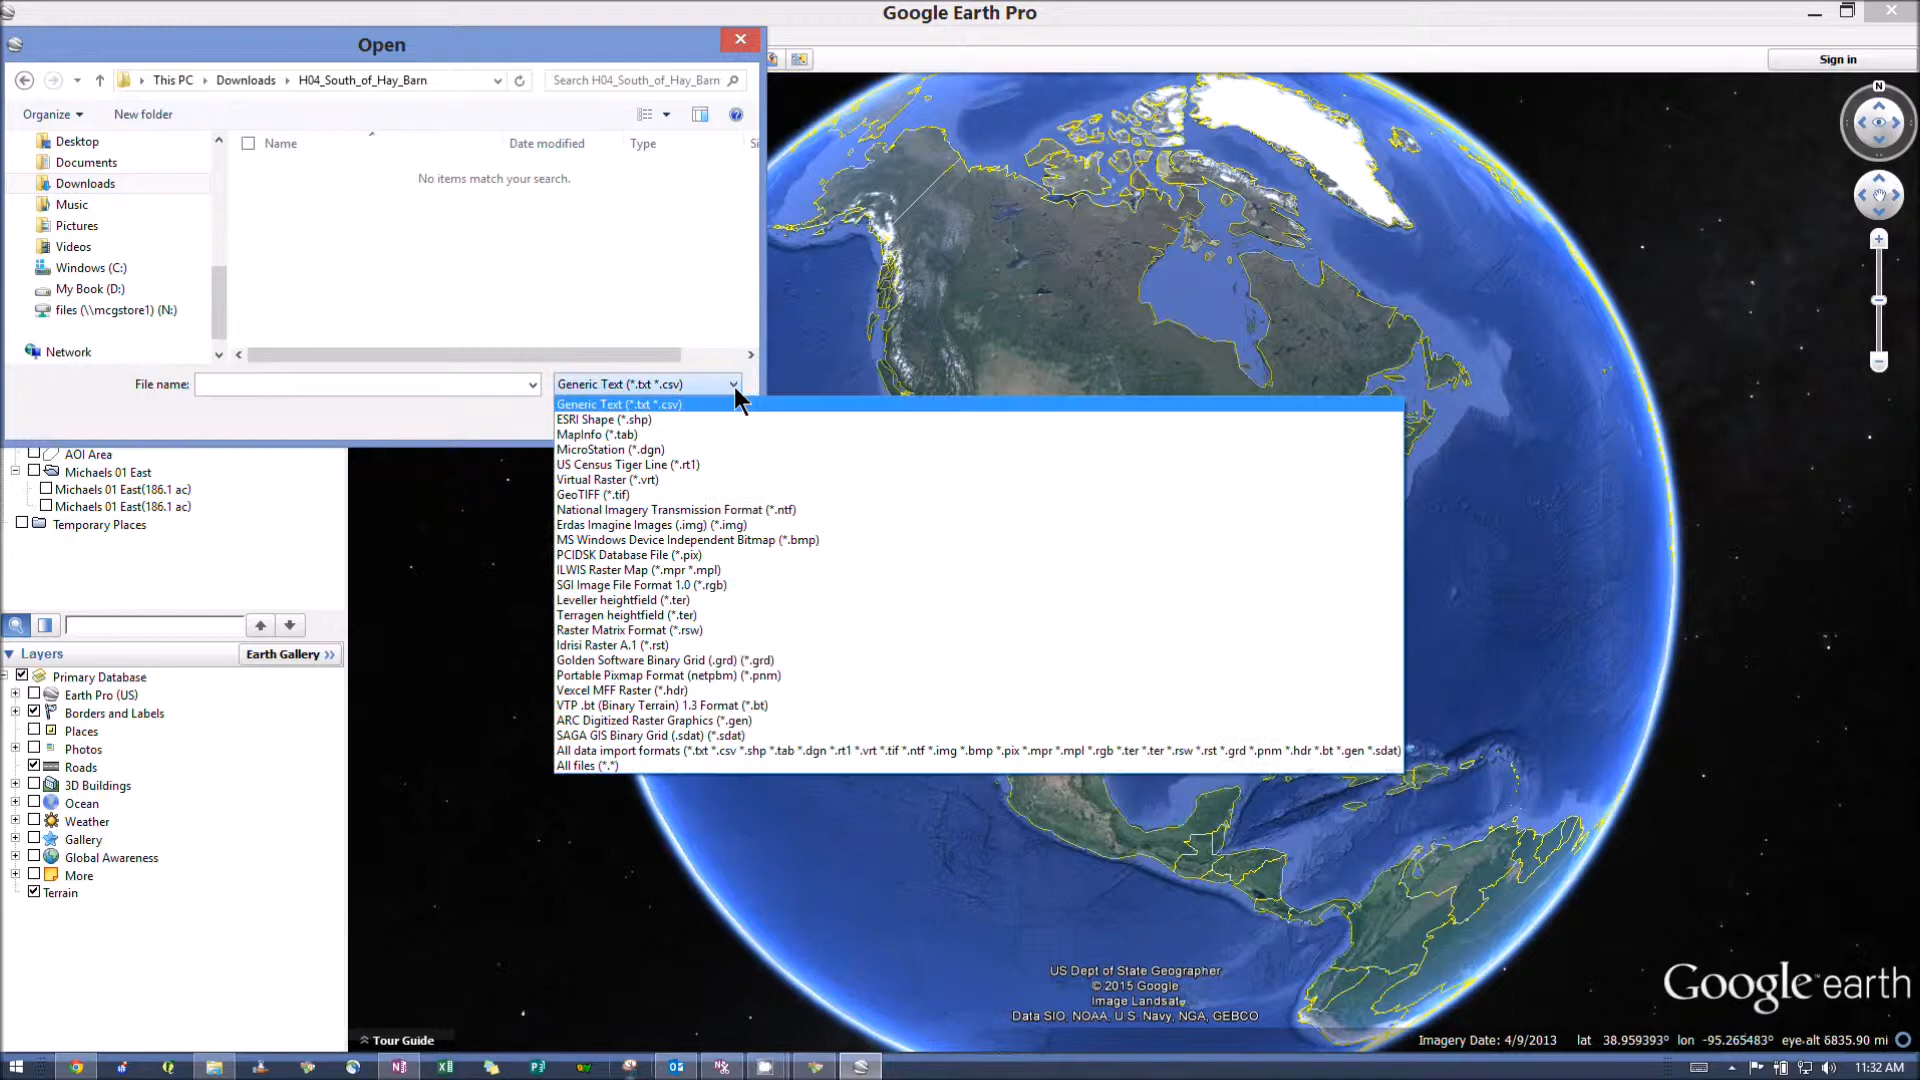 Google Earth Pro
Open
Sign in
This PC
Downloads
H04_South_of_Hay_Barn
Search H04_South_of_Hay_Barn
Organize
New folder
Desktop
Documents
Downloads
Music
Pictures
Videos
Windows (C:)
My Book (D:)
files (\\mcgstore1) (N:)
Network
Name
Date modified
Type
Si
No items match your search.
File name:
Generic Text (*.txt *.csv)
Generic Text (*.txt *.csv)
ESRI Shape (*.shp)
MapInfo (*.tab)
MicroStation (*.dgn)
US Census Tiger Line (*.rt1)
Virtual Raster (*.vrt)
GeoTIFF (*.tif)
National Imagery Transmission Format (*.ntf)
Erdas Imagine Images (.img) (*.img)
MS Windows Device Independent Bitmap (*.bmp)
PCIDSK Database File (*.pix)
ILWIS Raster Map (*.mpr *.mpl)
SGI Image File Format 1.0 (*.rgb)
Leveller heightfield (*.ter)
Terragen heightfield (*.ter)
Raster Matrix Format (*.rsw)
Idrisi Raster A.1 (*.rst)
Golden Software Binary Grid (.grd) (*.grd)
Portable Pixmap Format (netpbm) (*.pnm)
Vexcel MFF Raster (*.hdr)
VTP .bt (Binary Terrain) 1.3 Format (*.bt)
ARC Digitized Raster Graphics (*.gen)
SAGA GIS Binary Grid (.sdat) (*.sdat)
All data import formats (*.txt *.csv *.shp *.tab *.dgn *.rt1 *.vrt *.tif *.ntf *.img *.bmp *.pix *.mpr *.mpl *.rgb *.ter *.ter *.rsw *.rst *.grd *.pnm *.hdr *.bt *.gen *.sdat)
All files (*.*)
AOI Area
Michaels 01 East
Michaels 01 East(186.1 ac)
Michaels 01 East(186.1 ac)
Temporary Places
Layers
Earth Gallery >>
Primary Database
Earth Pro (US)
Borders and Labels
Places
Photos
Roads
3D Buildings
Ocean
Weather
Gallery
Global Awareness
More
Terrain
N
US Dept of State Geographer
© 2015 Google
Image Landsat
Data SIO, NOAA, U.S. Navy, NGA, GEBCO
Google earth
Tour Guide
Imagery Date: 4/9/2013 lat 38.959393° lon -95.265483° eye alt 6835.90 mi
11:32 AM